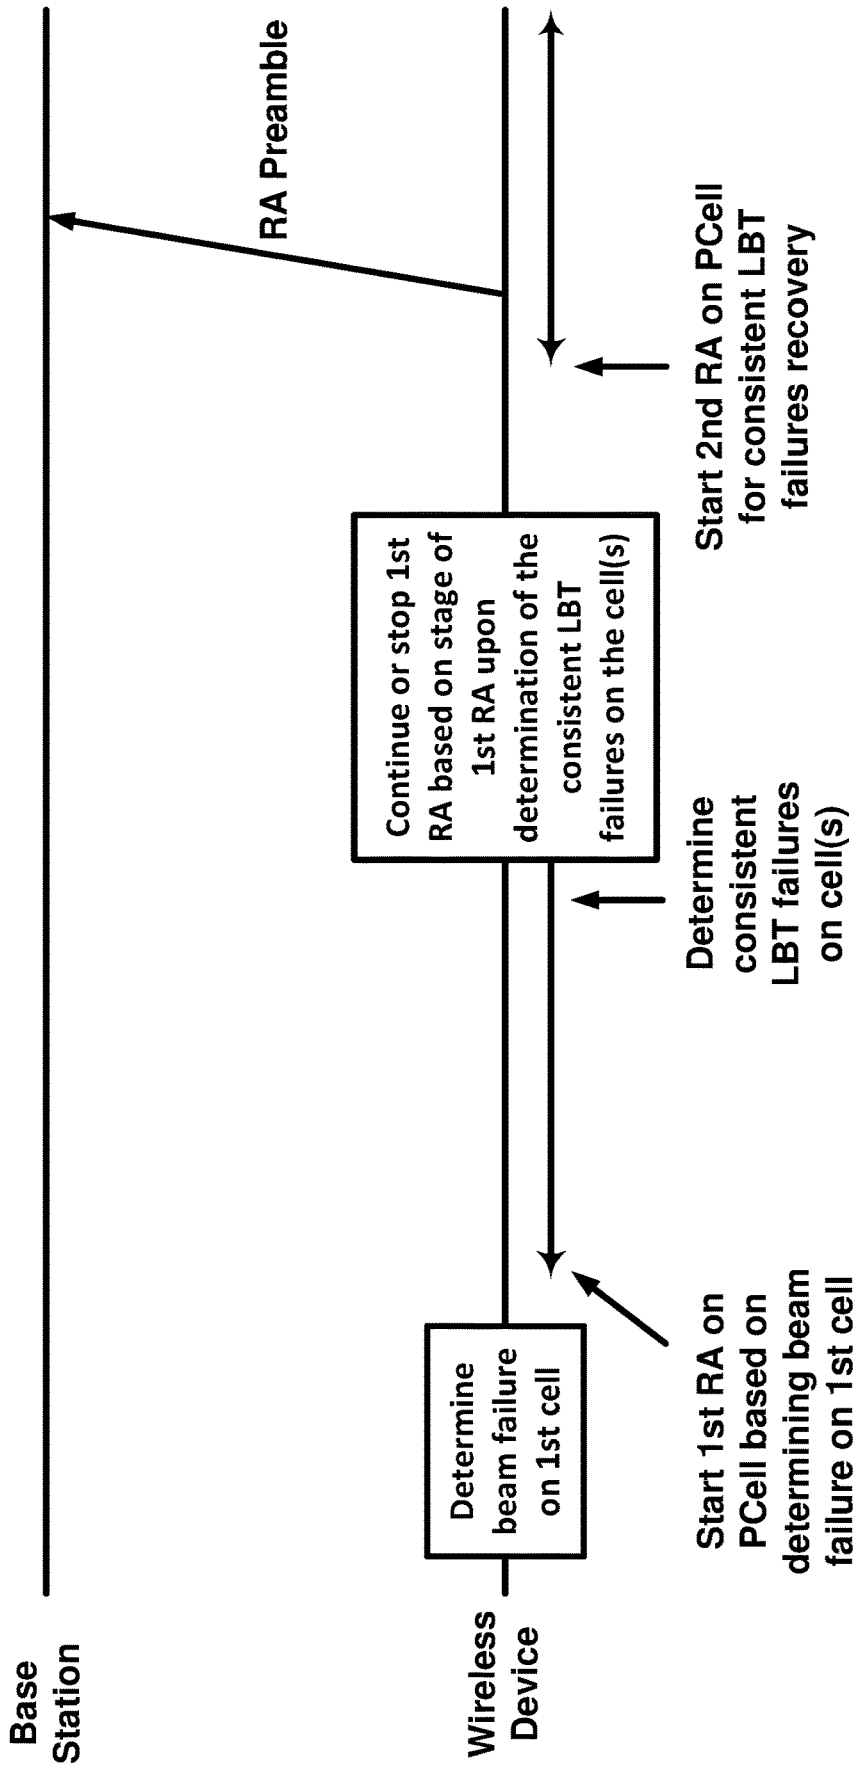 Base
Station
RA Preamble
Wireless
Device
Determine
beam failure
on 1st cell
Continue or stop 1st
RA based on stage of
1st RA upon
determination of the
consistent LBT
failures on the cell(s)
Start 1st RA on
PCell based on
determining beam
failure on 1st cell
Determine
consistent
LBT failures
on cell(s)
Start 2nd RA on PCell
for consistent LBT
failures recovery